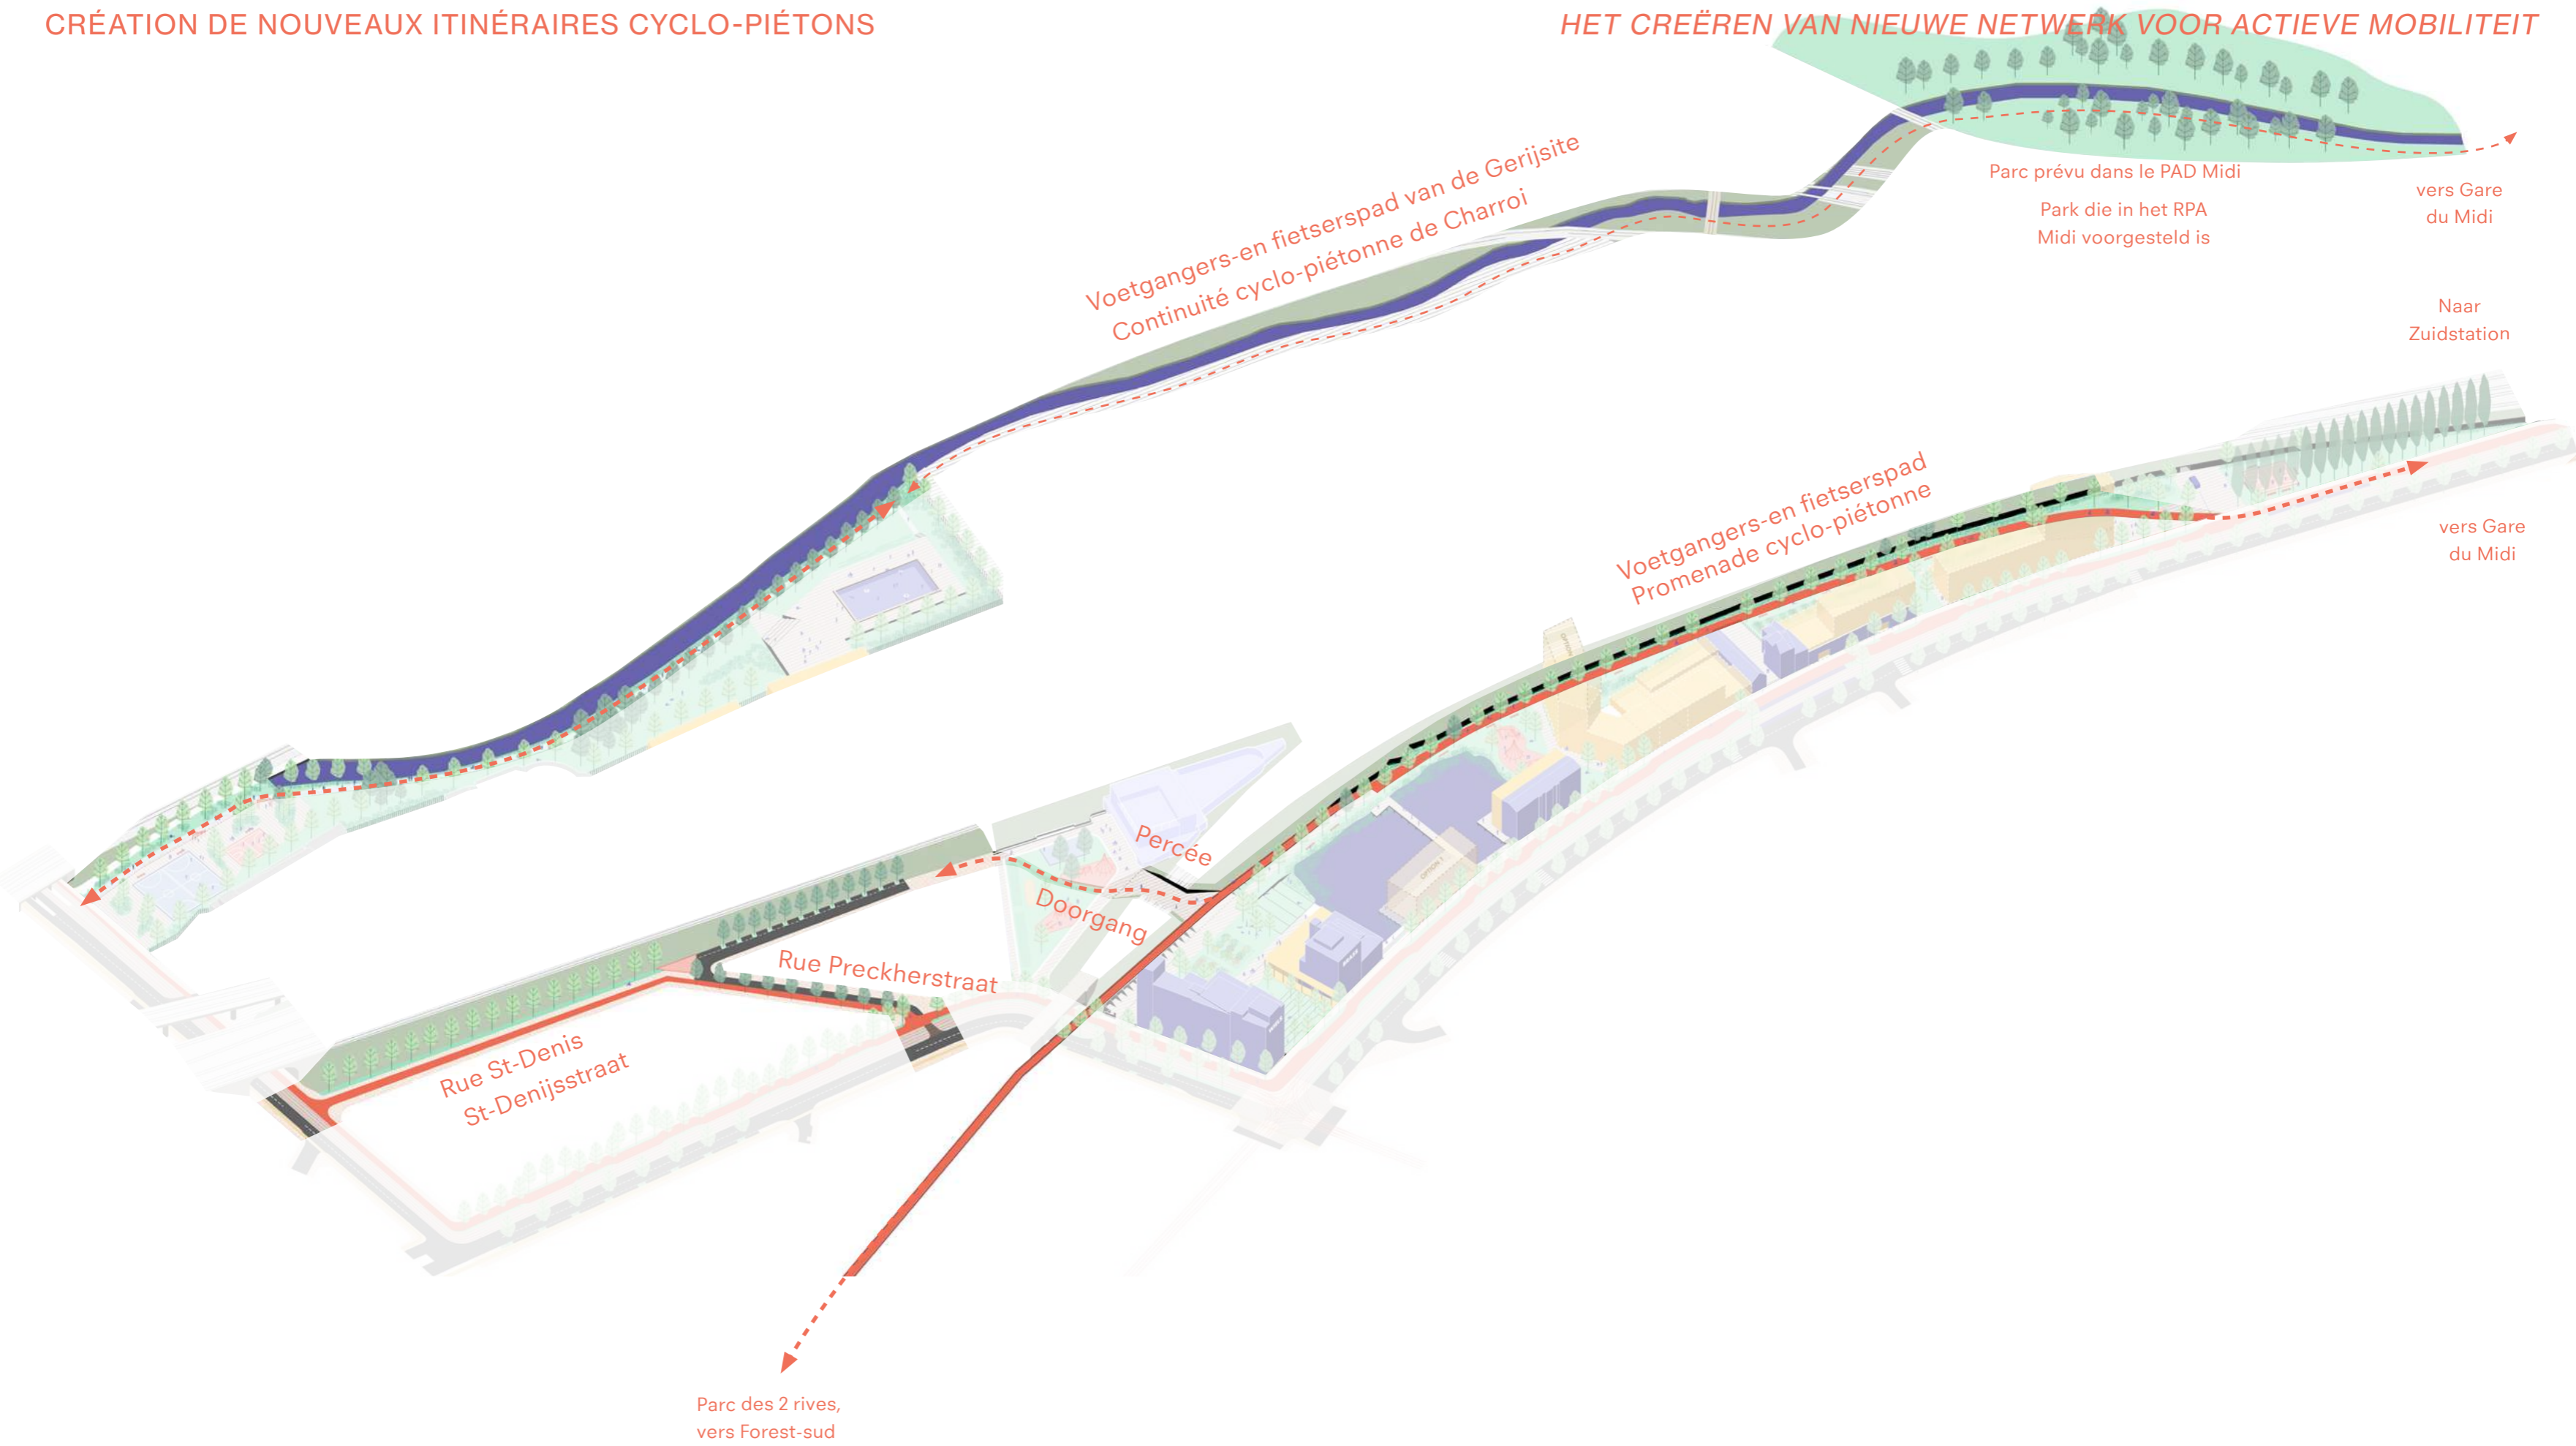 CRÉATION DE NOUVEAUX ITINÉRAIRES CYCLO-PIÉTONS
HET CREËREN VAN NIEUWE NETWERK VOOR ACTIEVE MOBILITEIT
Voetgangers-en fietserspad van de Gerijsite
Continuité cyclo-piétonne de Charroi
Parc prévu dans le PAD Midi
Park die in het RPA
Midi voorgesteld is
vers Gare
du Midi
Naar
Zuidstation
Voetgangers-en fietserspad
Promenade cyclo-piétonne
vers Gare
du Midi
Percée
Doorgang
Rue Preckherstraat
Rue St-Denis
St-Denijsstraat
Parc des 2 rives,
vers Forest-sud